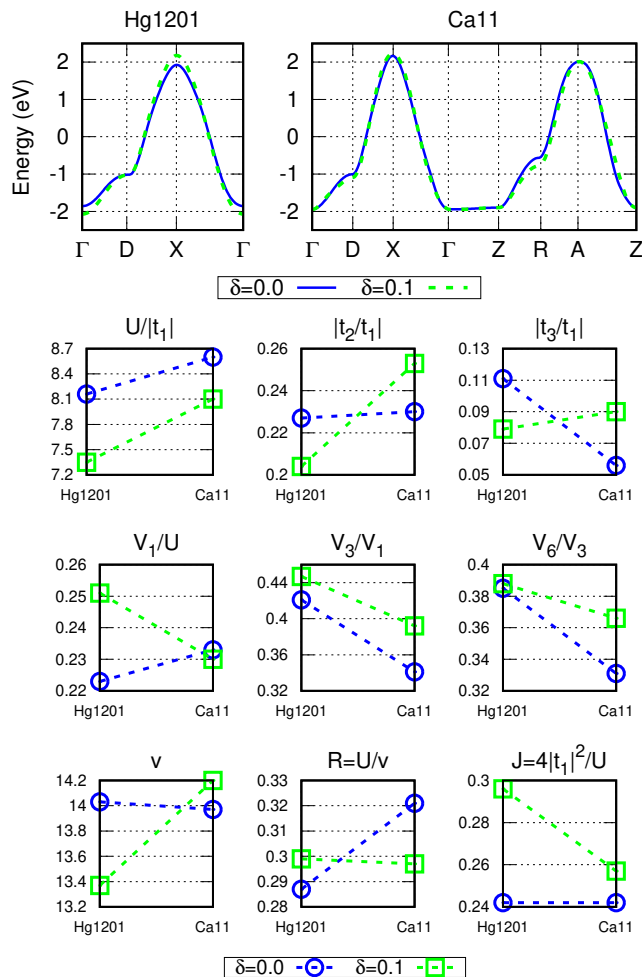 Hg1201 Ca11
Energy (eV)
2 2
1 1
0 0
-1 -1
-2 -2
Γ D X Γ Γ D X Γ Z R A Z
δ=0.0 δ=0.1
U/|t1| |t2/t1| |t3/t1|
8.7 0.26 0.13
8.4 0.24 0.11
8.1 0.22 0.09
7.8 0.2 0.07
7.5 0.05
7.2
Hg1201 Ca11 Hg1201 Ca11 Hg1201 Ca11
V1/U V3/V1 V6/V3
0.26 0.44 0.4
0.25 0.4 0.38
0.24 0.36 0.36
0.23 0.32 0.34
0.22 0.32
Hg1201 Ca11 Hg1201 Ca11 Hg1201 Ca11
v R=U/v J=4|t1|²/U
14.2 0.33 0.3
14 0.32 0.28
13.8 0.31 0.26
13.6 0.3 0.24
13.4 0.29
13.2 0.28
Hg1201 Ca11 Hg1201 Ca11 Hg1201 Ca11
δ=0.0 δ=0.1